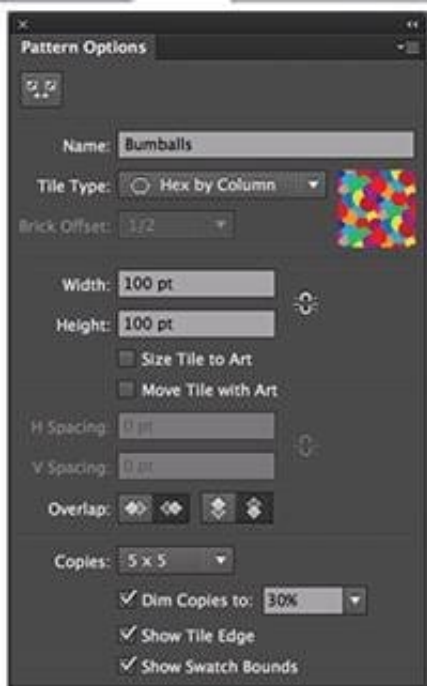 Pattern Options
Name: Bumballs
Tile Type: Hex by Column
Brick Offset: 1/2
Width: 100 pt
Height: 100 pt
Size Tile to Art
Move Tile with Art
H Spacing: 0 pt
V Spacing: 0 pt
Overlap:
Copies: 5 x 5
Dim Copies to: 30%
Show Tile Edge
Show Swatch Bounds